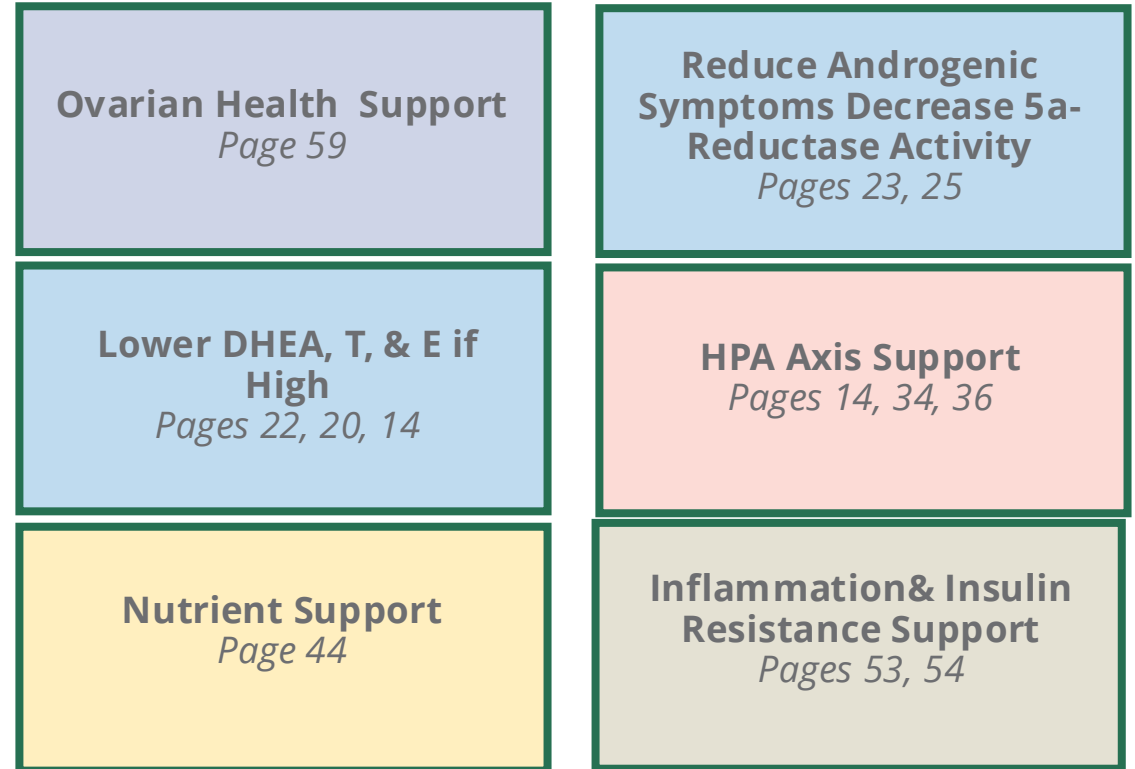 Ovarian Health  Support
Page 59
Reduce Androgenic
Symptoms Decrease 5a-
Reductase Activity
Pages 23, 25
Lower DHEA, T, & E if
High
Pages 22, 20, 14
HPA Axis Support
Pages 14, 34, 36
Nutrient Support
Page 44
Inflammation& Insulin
Resistance Support
Pages 53, 54